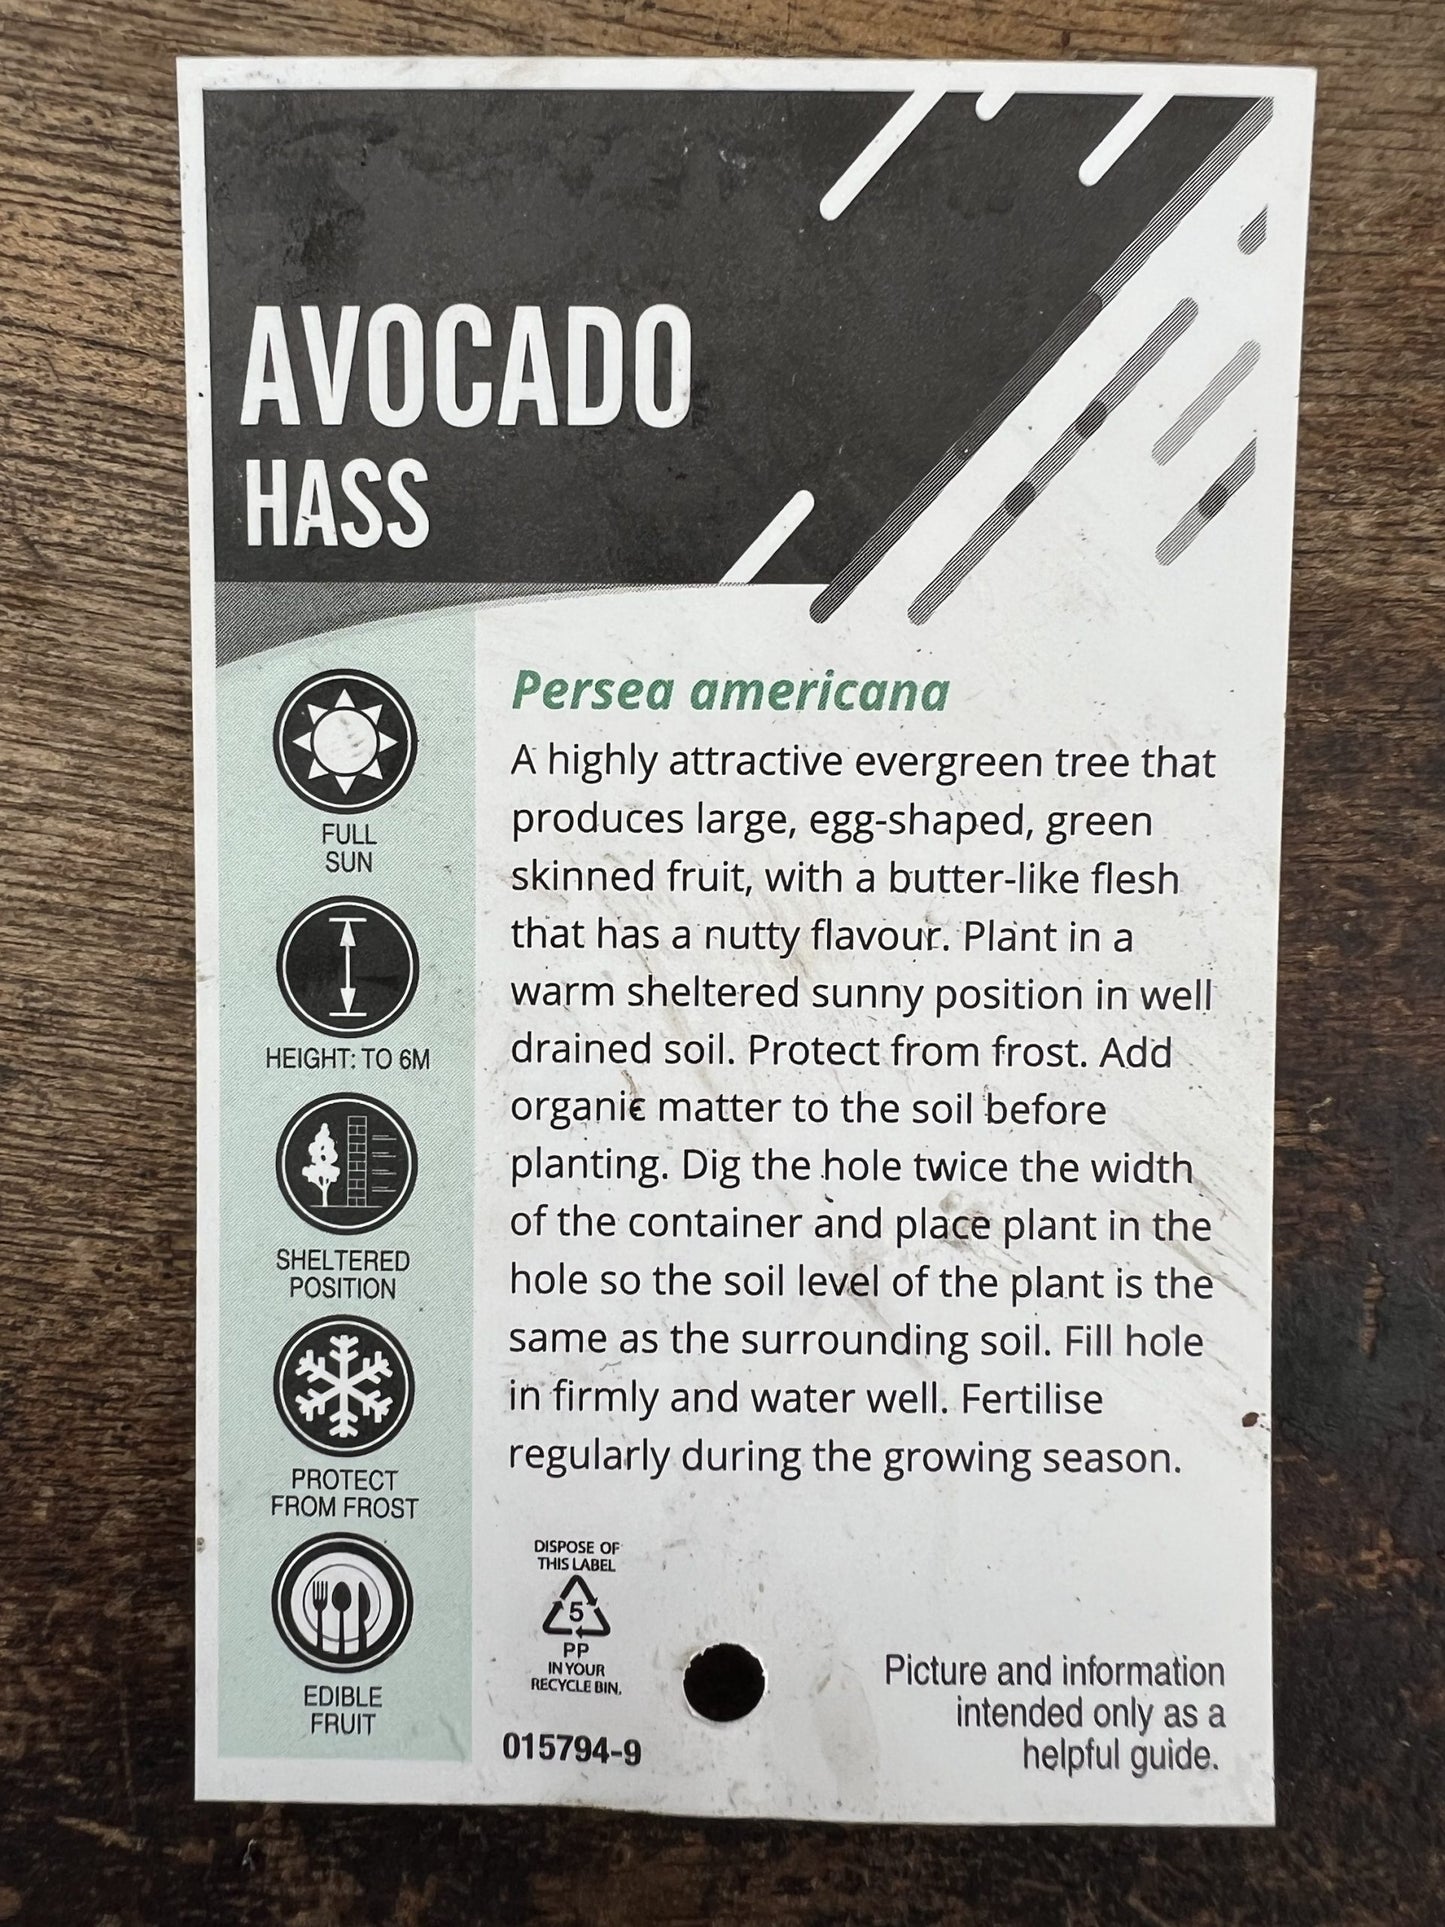 AVOCADO
HASS
FULL
SUN
HEIGHT: TO 6M
SHELTERED
POSITION
PROTECT
FROM FROST
EDIBLE
FRUIT
Persea americana
A highly attractive evergreen tree that
produces large, egg-shaped, green
skinned fruit, with a butter-like flesh
that has a nutty flavour. Plant in a
warm sheltered sunny position in well
drained soil. Protect from frost. Add
organic matter to the soil before
planting. Dig the hole twice the width
of the container and place plant in the
hole so the soil level of the plant is the
same as the surrounding soil. Fill hole
in firmly and water well. Fertilise
regularly during the growing season.
DISPOSE OF
THIS LABEL
5
PP
IN YOUR
RECYCLE BIN.
015794-9
Picture and information
intended only as a
helpful guide.